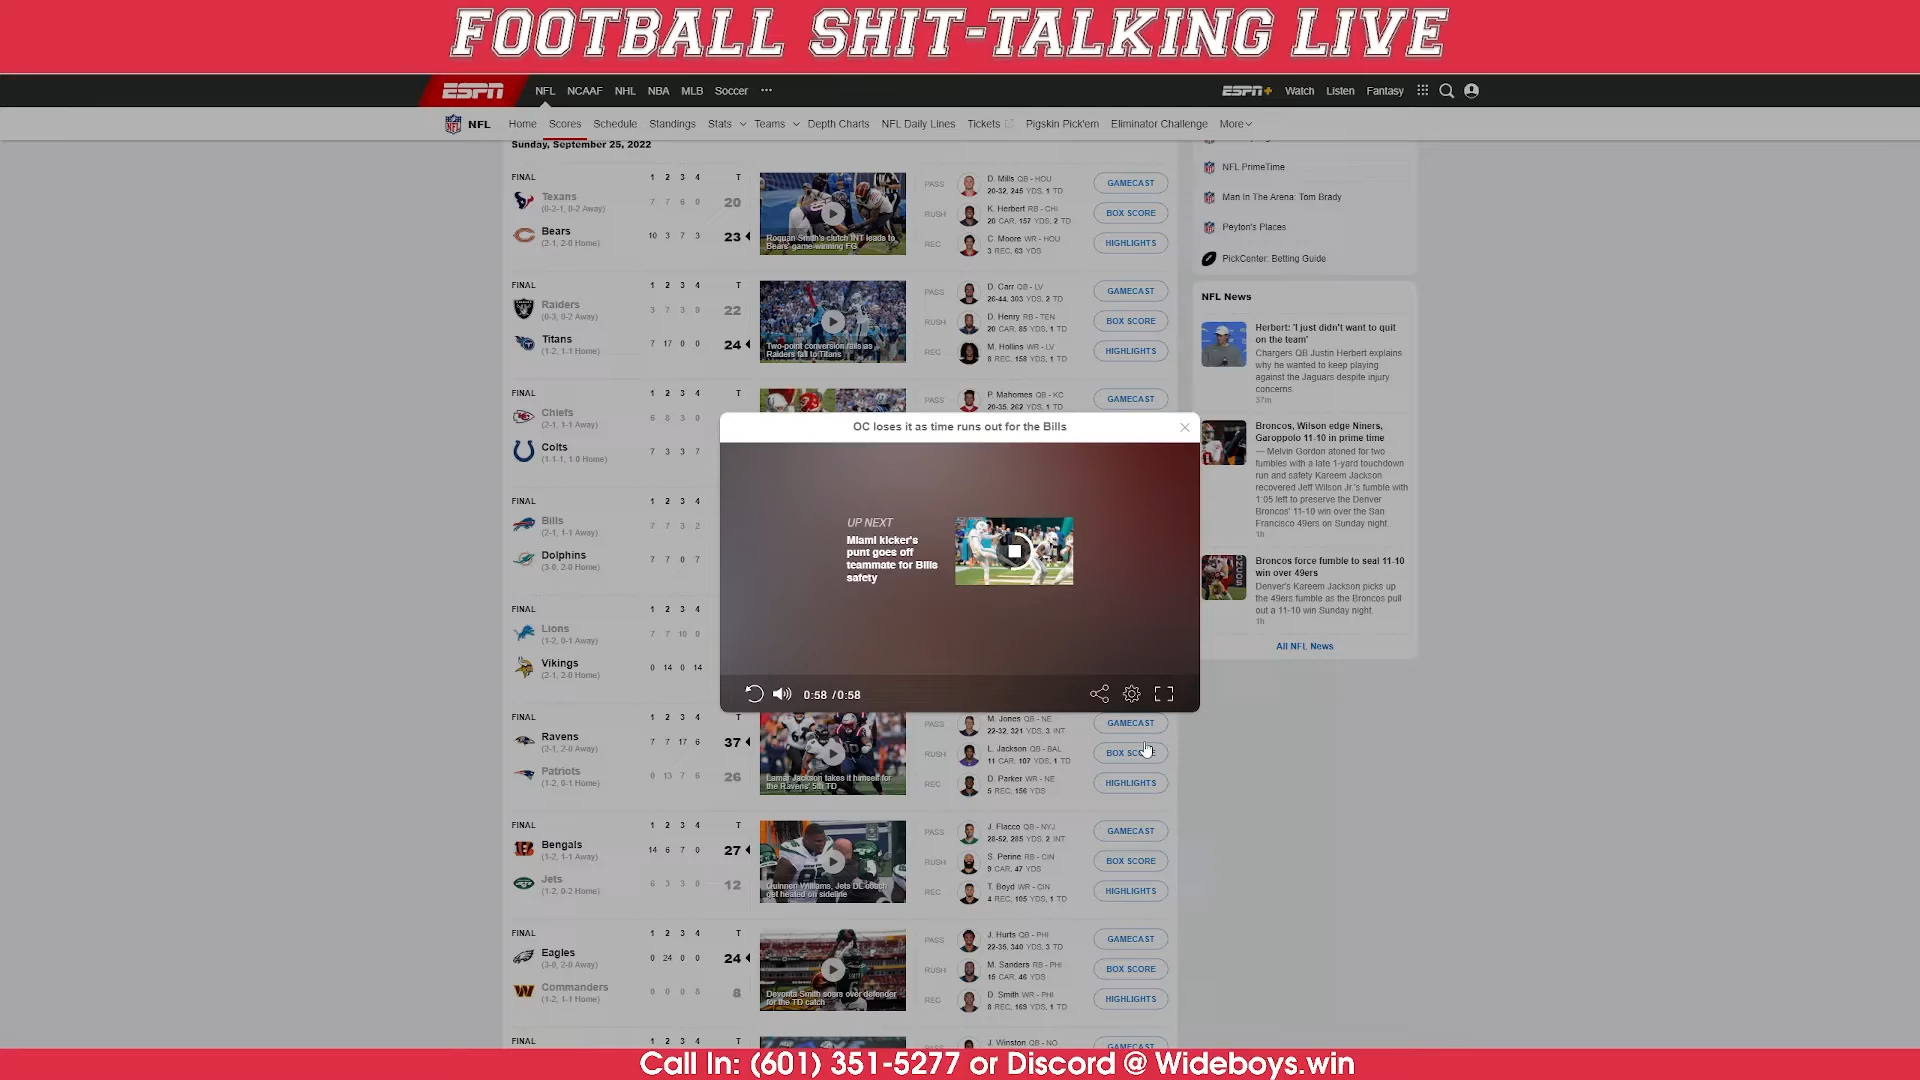 FOOTBALL SHIT-TALKING LIVE
ESPN NFL NCAAF NHL NBA MLB Soccer ••• ESPN+ Watch Listen Fantasy
NFL Home Scores Schedule Standings Stats Teams Depth Charts NFL Daily Lines Tickets Pigskin Pick'em Eliminator Challenge More
Sunday, September 25, 2022
FINAL 1 2 3 4 T
Texans 7 7 6 0 20
(0-2-1, 0-2 Away)
Bears 10 3 7 3 23
(2-1, 2-0 Home)
Roquan Smith's clutch INT leads to
Bears' game-winning FG
PASS D. Mills QB - HOU
20-32, 245 YDS, 1 TD
RUSH K. Herbert RB - CHI
20 CAR, 157 YDS, 2 TD
REC C. Moore WR - HOU
3 REC, 63 YDS
GAMECAST
BOX SCORE
HIGHLIGHTS
FINAL 1 2 3 4 T
Raiders 3 7 3 9 22
(0-3, 0-2 Away)
Titans 7 17 0 0 24
(1-2, 1-1 Home)
Two-point conversion fails as
Raiders fall to Titans
PASS D. Carr QB - LV
26-44, 303 YDS, 2 TD
RUSH D. Henry RB - TEN
20 CAR, 85 YDS, 1 TD
REC M. Hollins WR - LV
8 REC, 158 YDS, 1 TD
GAMECAST
BOX SCORE
HIGHLIGHTS
FINAL 1 2 3 4 T
Chiefs 6 8 3 0
(2-1, 1-1 Away)
Colts 7 3 3 7
(1-1-1, 1-0 Home)
PASS P. Mahomes QB - KC
20-35, 262 YDS, 1 TD
GAMECAST
FINAL 1 2 3 4
Bills 7 7 3 2
(2-1, 1-1 Away)
Dolphins 7 7 0 7
(3-0, 2-0 Home)
FINAL 1 2 3 4
Lions 7 7 10 0
(1-2, 0-1 Away)
Vikings 0 14 0 14
(2-1, 2-0 Home)
OC loses it as time runs out for the Bills
UP NEXT
Miami kicker's
punt goes off
teammate for Bills
safety
0:58 / 0:58
FINAL 1 2 3 4 T
Ravens 7 7 17 6 37
(2-1, 2-0 Away)
Patriots 0 13 7 6 26
(1-2, 0-1 Home)
Lamar Jackson takes it himself for
the Ravens' 5th TD
PASS M. Jones QB - NE
22-32, 321 YDS, 3 INT
RUSH L. Jackson QB - BAL
11 CAR, 107 YDS, 1 TD
REC D. Parker WR - NE
5 REC, 156 YDS
GAMECAST
BOX SCORE
HIGHLIGHTS
FINAL 1 2 3 4 T
Bengals 14 6 7 0 27
(1-2, 1-1 Away)
Jets 6 3 3 0 12
(1-2, 0-2 Home)
Quinnen Williams, Jets DL coach
get heated on sideline
PASS J. Flacco QB - NYJ
28-52, 285 YDS, 2 INT
RUSH S. Perine RB - CIN
9 CAR, 47 YDS
REC T. Boyd WR - CIN
4 REC, 105 YDS, 1 TD
GAMECAST
BOX SCORE
HIGHLIGHTS
FINAL 1 2 3 4 T
Eagles 0 24 0 0 24
(3-0, 2-0 Away)
Commanders 0 0 0 8 8
(1-2, 1-1 Home)
Devonta Smith soars over defender
for the TD catch
PASS J. Hurts QB - PHI
22-35, 340 YDS, 3 TD
RUSH M. Sanders RB - PHI
15 CAR, 46 YDS
REC D. Smith WR - PHI
8 REC, 169 YDS, 1 TD
GAMECAST
BOX SCORE
HIGHLIGHTS
FINAL 1 2 3 4 T
J. Winston QB - NO
GAMECAST
NFL PrimeTime
Man In The Arena: Tom Brady
Peyton's Places
PickCenter: Betting Guide
NFL News
Herbert: 'I just didn't want to quit
on the team'
Chargers QB Justin Herbert explains
why he wanted to keep playing
against the Jaguars despite injury
concerns.
37m
Broncos, Wilson edge Niners,
Garoppolo 11-10 in prime time
— Melvin Gordon atoned for two
fumbles with a late 1-yard touchdown
run and safety Kareem Jackson
recovered Jeff Wilson Jr.'s fumble with
1:05 left to preserve the Denver
Broncos' 11-10 win over the San
Francisco 49ers on Sunday night.
1h
Broncos force fumble to seal 11-10
win over 49ers
Denver's Kareem Jackson picks up
the 49ers fumble as the Broncos pull
out a 11-10 win Sunday night.
1h
All NFL News
Call In: (601) 351-5277 or Discord @ Wideboys.win